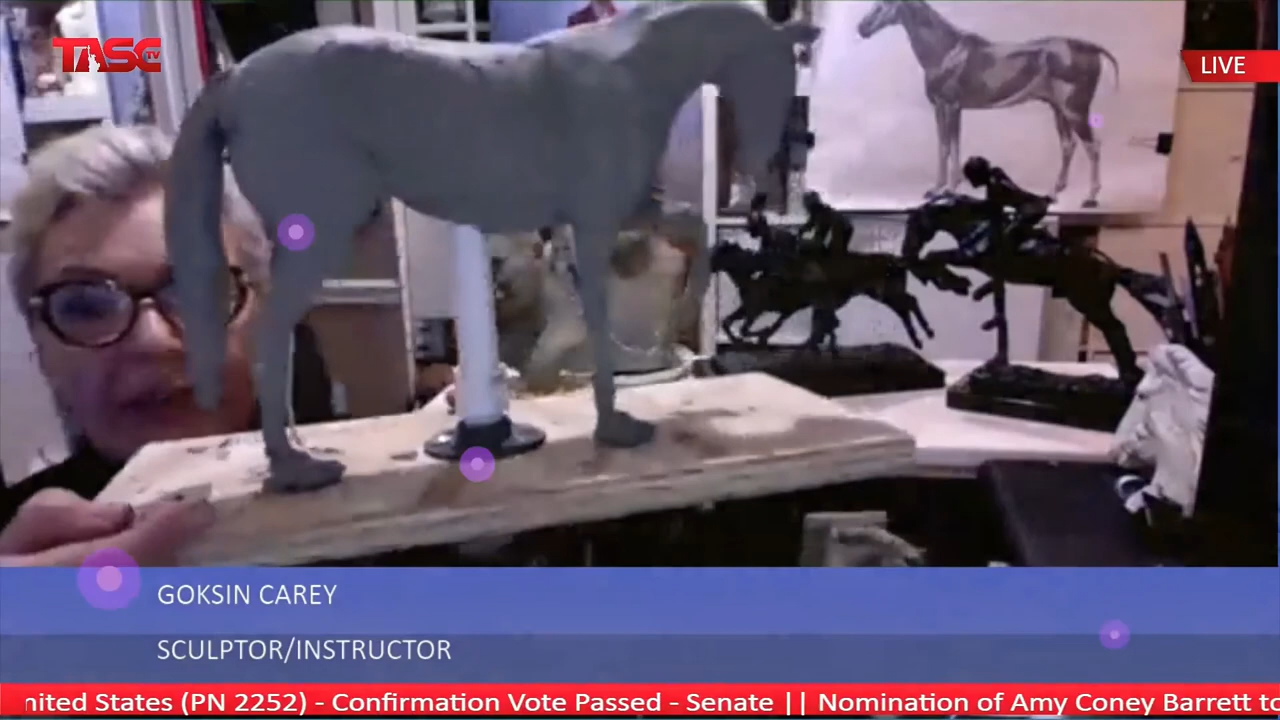 TASC TV
LIVE
GOKSIN CAREY
SCULPTOR/INSTRUCTOR
nited States (PN 2252) - Confirmation Vote Passed - Senate || Nomination of Amy Coney Barrett to